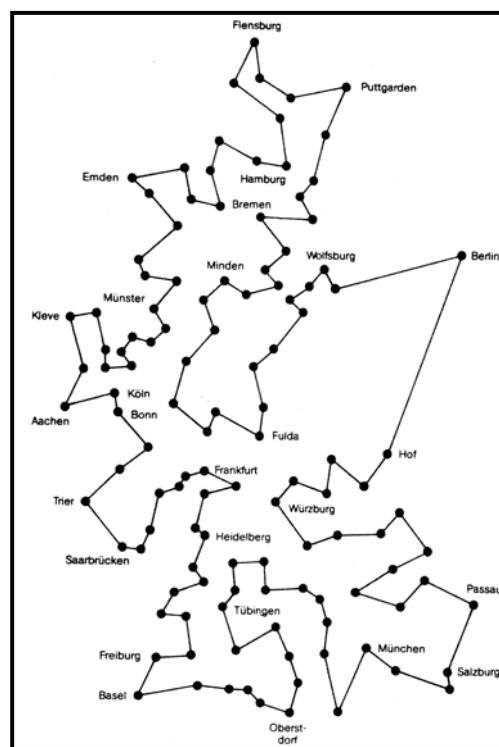 Flensburg
Puttgarden
Hamburg
Emden
Bremen
Wolfsburg
Berlin
Minden
Münster
Kleve
Köln
Aachen
Bonn
Fulda
Hof
Frankfurt
Trier
Würzburg
Heidelberg
Saarbrücken
Passau
Tübingen
München
Freiburg
Salzburg
Basel
Oberst-
dorf